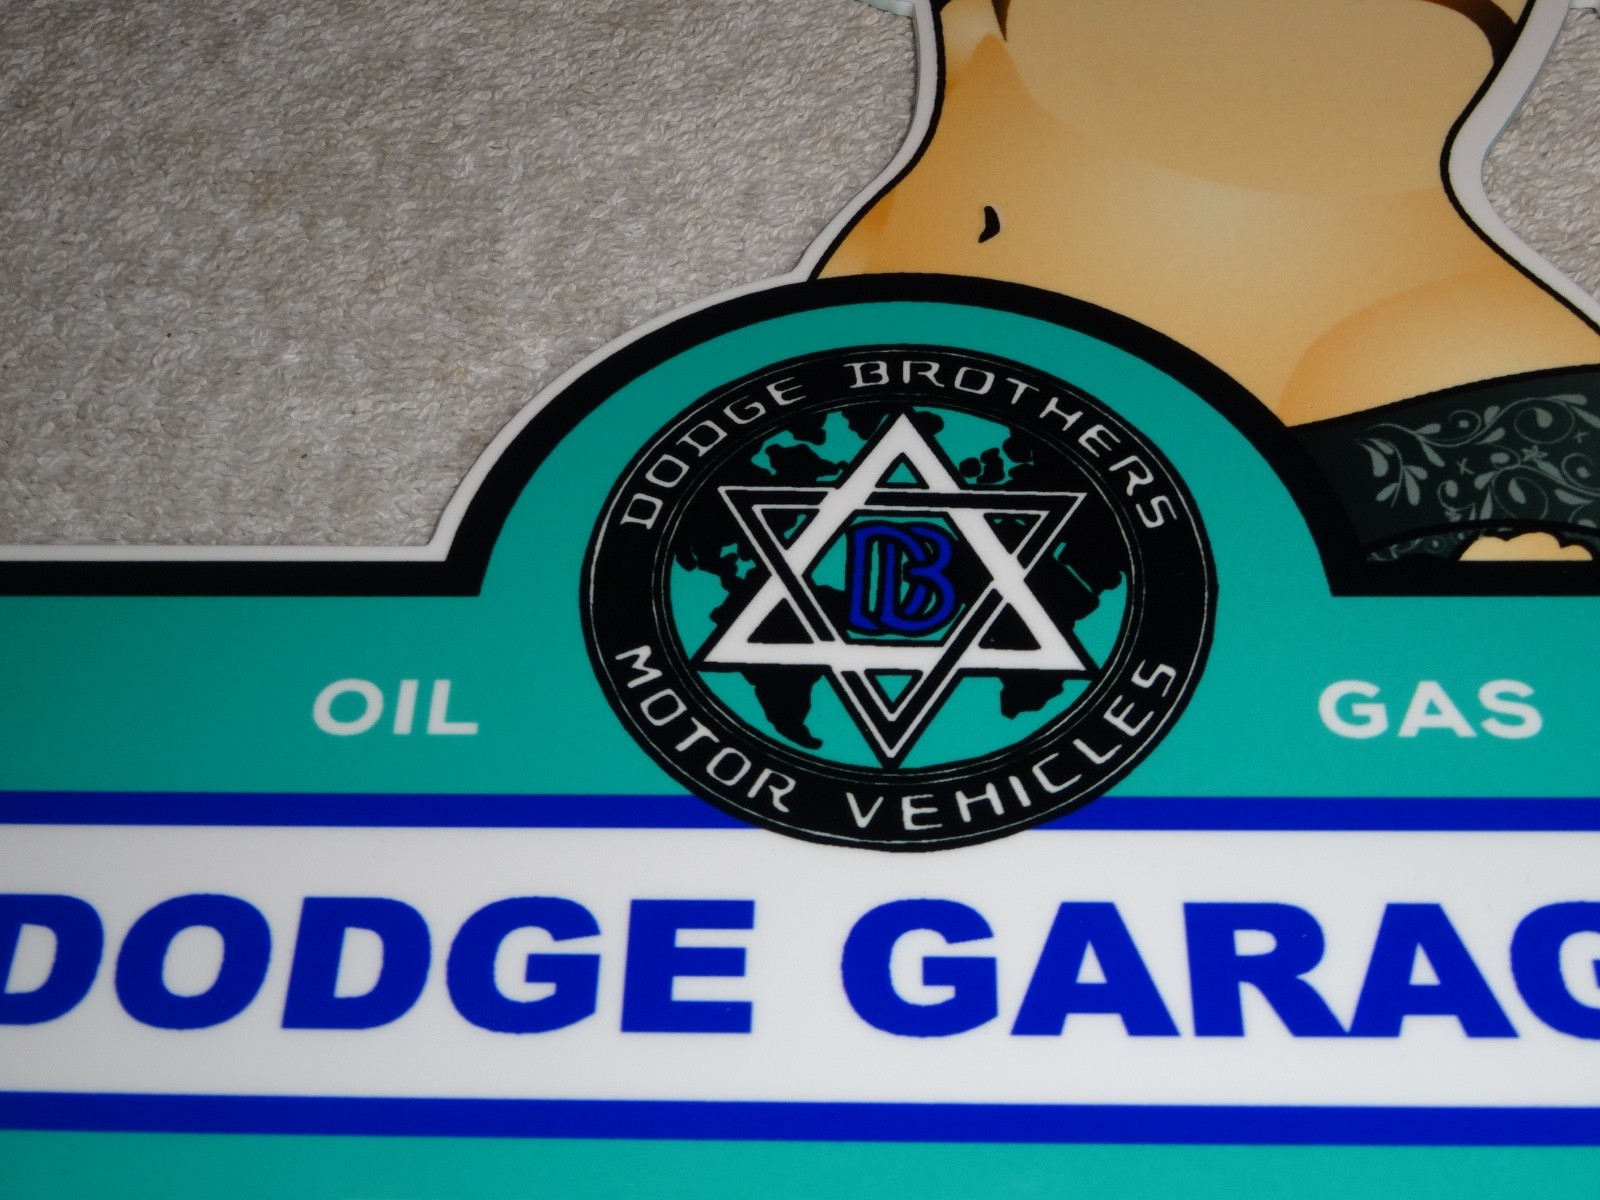 DODGE BROTHERS
DB
MOTOR VEHICLES
OIL
GAS
DODGE GARAG